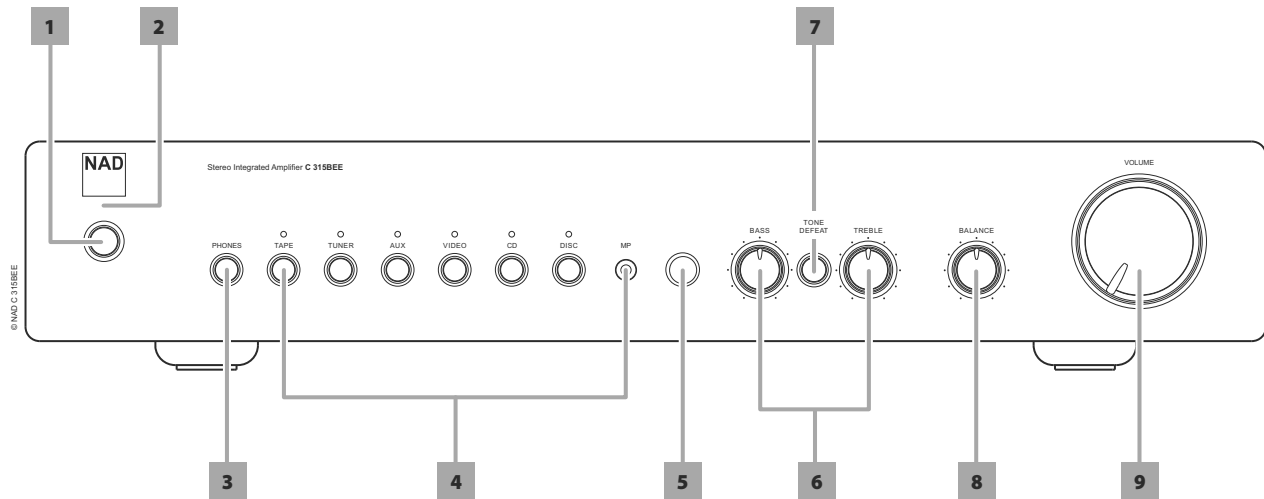 1
2
7
NAD
Stereo Integrated Amplifier C 315BEE
VOLUME
PHONES
TAPE
TUNER
AUX
VIDEO
CD
DISC
MP
BASS
TONE
DEFEAT
TREBLE
BALANCE
© NAD C 315BEE
3
4
5
6
8
9